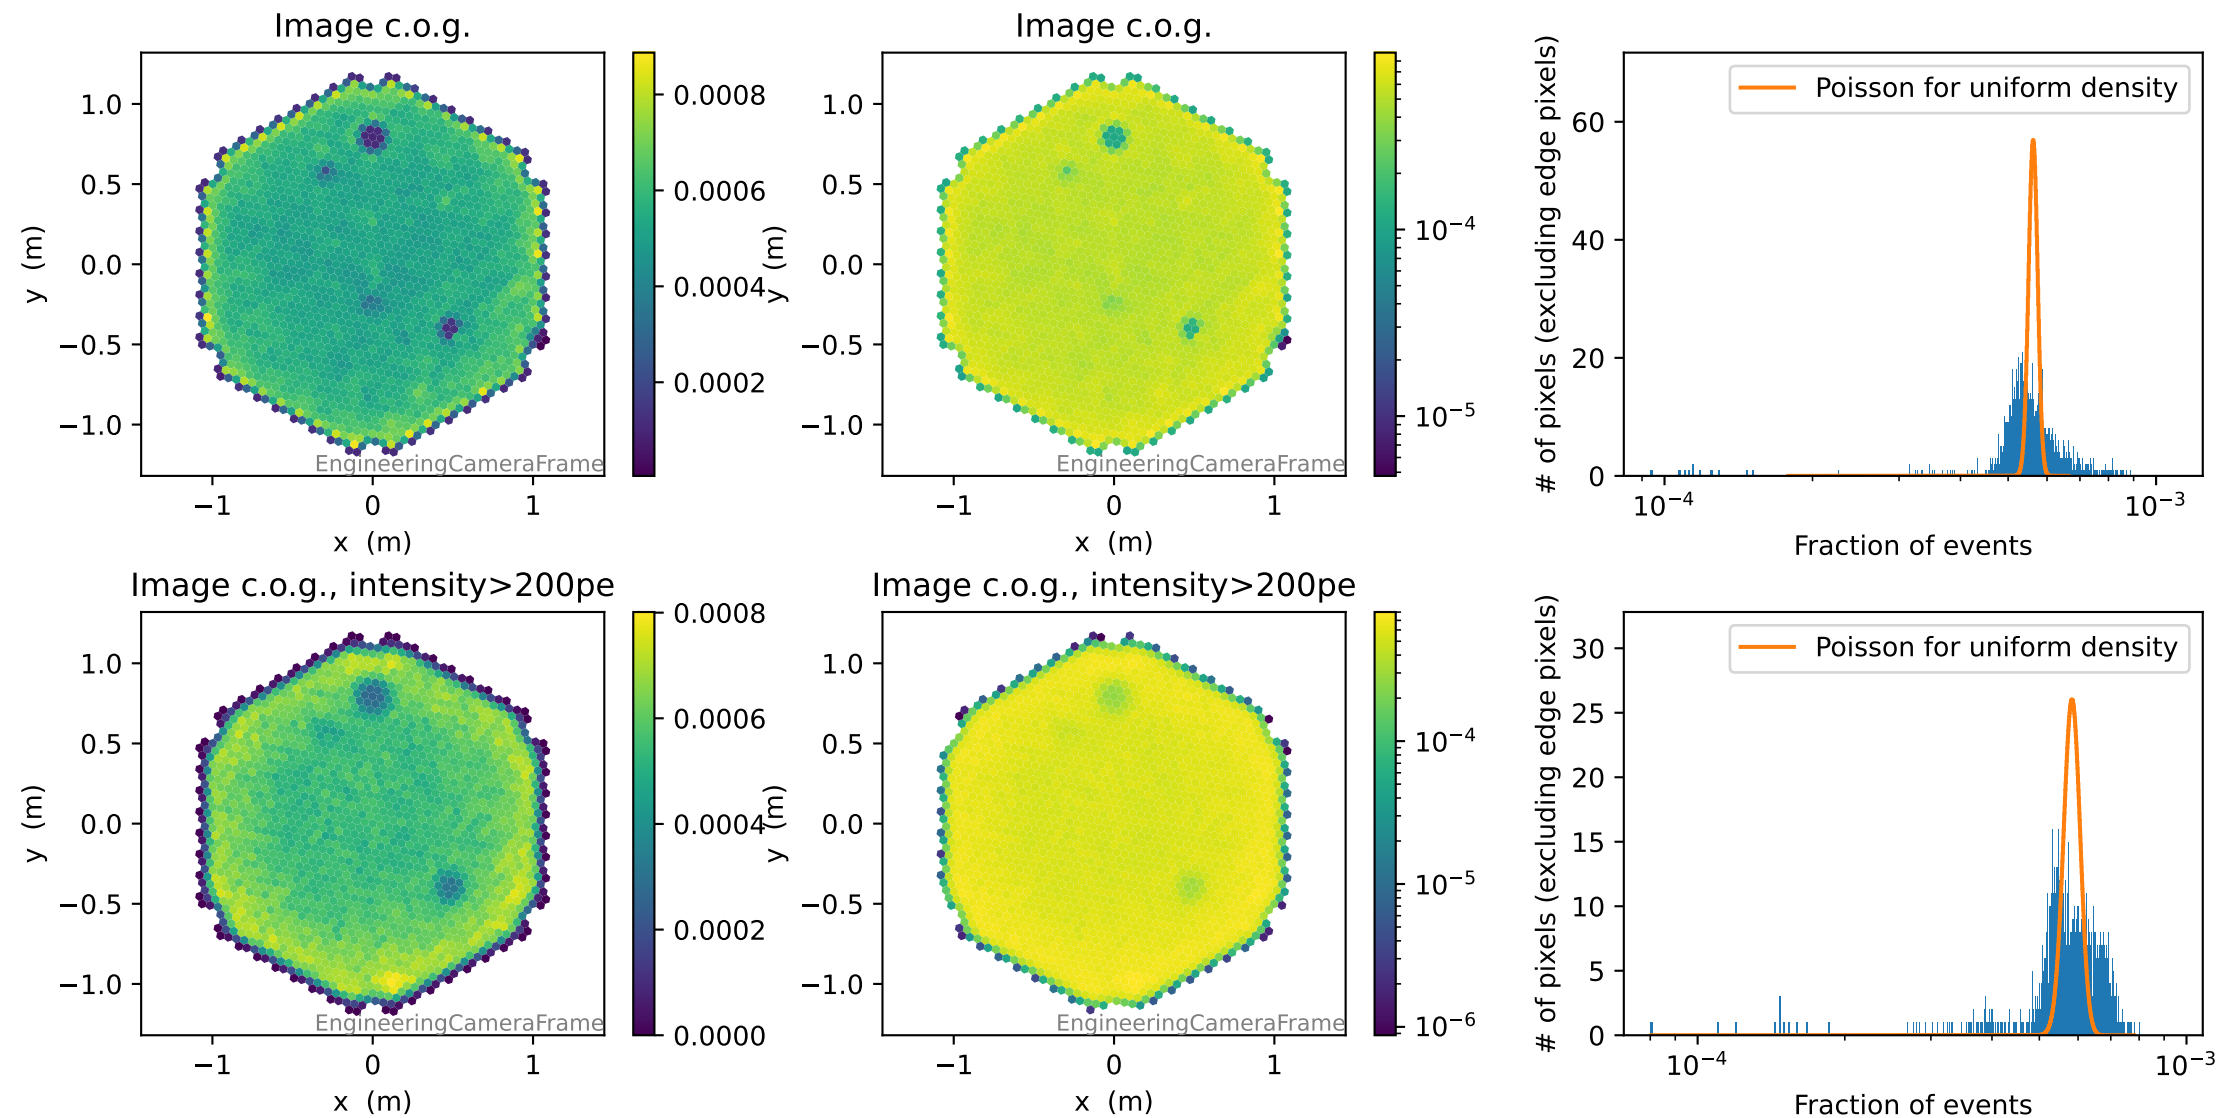 Image c.o.g.
1.0
0.5
0.0
−0.5
−1.0
y (m)
−1
0
1
x (m)
EngineeringCameraFrame
0.0008
0.0006
0.0004
0.0002
Image c.o.g.
1.0
0.5
0.0
−0.5
−1.0
y (m)
−1
0
1
x (m)
EngineeringCameraFrame
10⁻⁴
10⁻⁵
Poisson for uniform density
# of pixels (excluding edge pixels)
60
40
20
0
10⁻⁴
10⁻³
Fraction of events
Image c.o.g., intensity>200pe
1.0
0.5
0.0
−0.5
−1.0
y (m)
−1
0
1
x (m)
EngineeringCameraFrame
0.0008
0.0006
0.0004
0.0002
0.0000
Image c.o.g., intensity>200pe
1.0
0.5
0.0
−0.5
−1.0
y (m)
−1
0
1
x (m)
EngineeringCameraFrame
10⁻⁴
10⁻⁵
10⁻⁶
Poisson for uniform density
# of pixels (excluding edge pixels)
30
25
20
15
10
5
0
10⁻⁴
10⁻³
Fraction of events